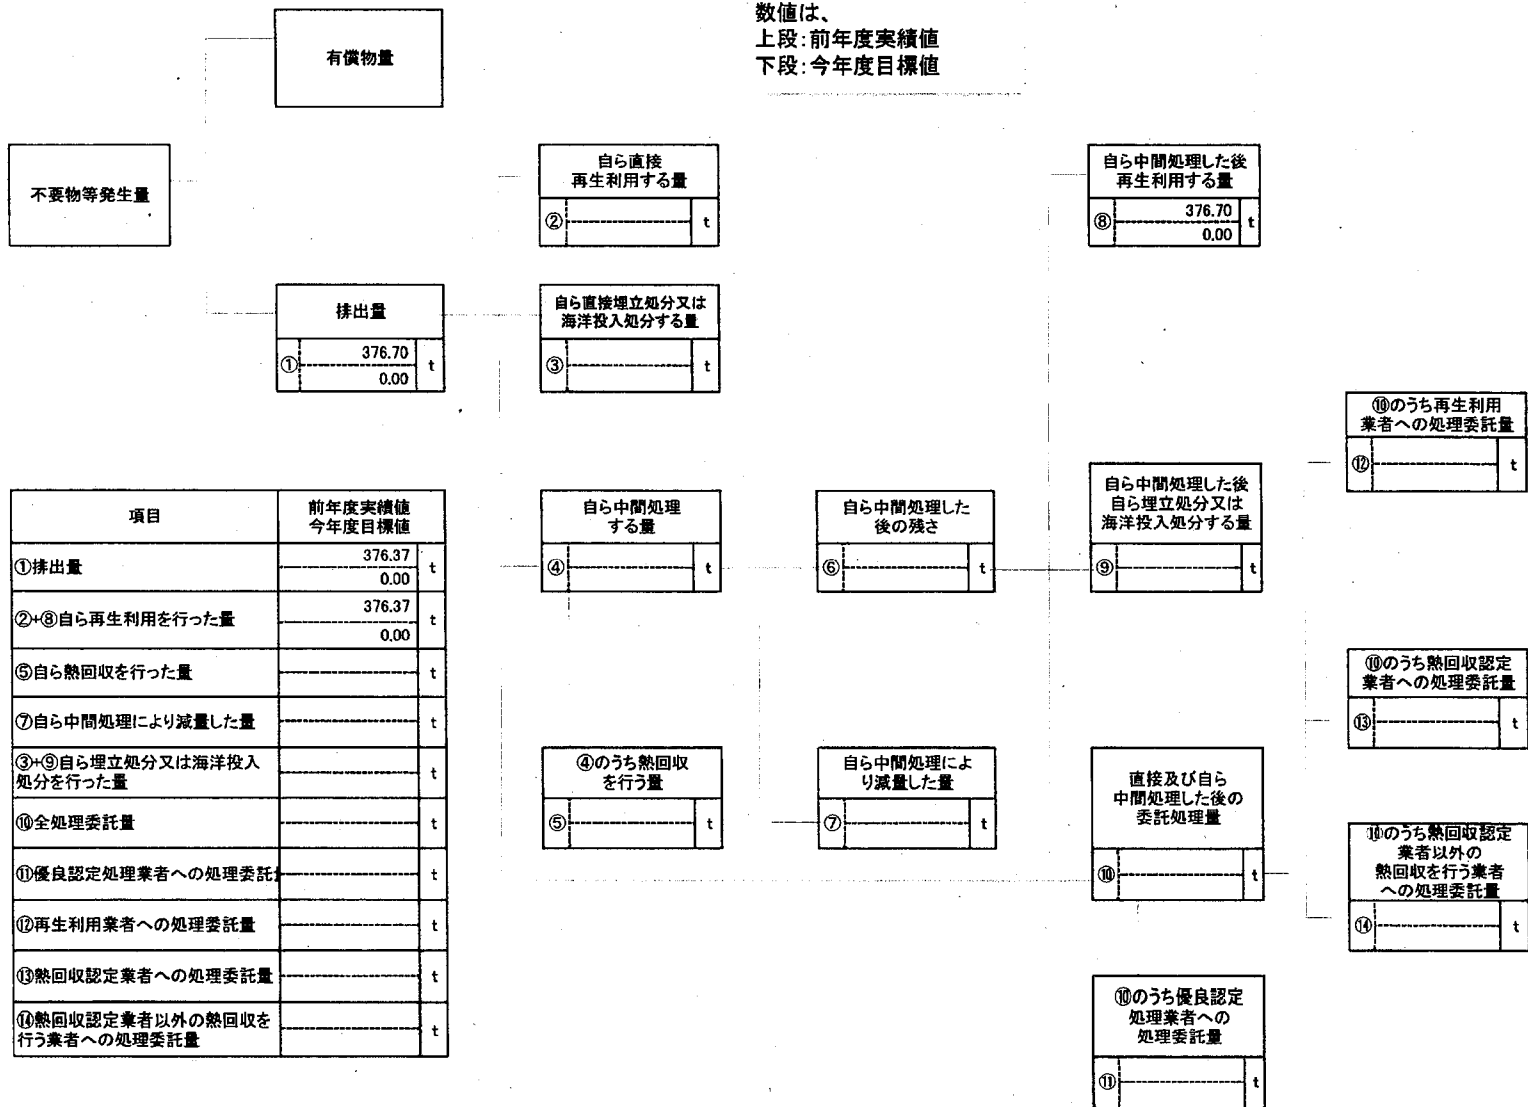 数値は、
上段:前年度実績値
下段:今年度目標値
有償物量
不要物等発生量
自ら直接
再生利用する量
② t
自ら中間処理した後
再生利用する量
⑧ 376.70 t
0.00
排出量
① 376.70 t
0.00
自ら直接埋立処分又は
海洋投入処分する量
③ t
⑩のうち再生利用
業者への処理委託量
⑫ t
自ら中間処理
する量
④ t
自ら中間処理した
後の残さ
⑥ t
自ら中間処理した後
自ら埋立処分又は
海洋投入処分する量
⑨ t
⑩のうち熱回収認定
業者への処理委託量
⑬ t
④のうち熱回収
を行う量
⑤ t
自ら中間処理によ
り減量した量
⑦ t
直接及び自ら
中間処理した後の
委託処理量
⑩ t
⑩のうち熱回収認定
業者以外の
熱回収を行う業者
への処理委託量
⑭ t
⑩のうち優良認定
処理業者への
処理委託量
⑪ t
項目
前年度実績値
今年度目標値
①排出量 376.37 t
0.00
②+⑧自ら再生利用を行った量 376.37 t
0.00
⑤自ら熱回収を行った量 t
⑦自ら中間処理により減量した量 t
③+⑨自ら埋立処分又は海洋投入
処分を行った量 t
⑩全処理委託量 t
⑪優良認定処理業者への処理委託 t
⑫再生利用業者への処理委託量 t
⑬熱回収認定業者への処理委託量 t
⑭熱回収認定業者以外の熱回収を
行う業者への処理委託量 t